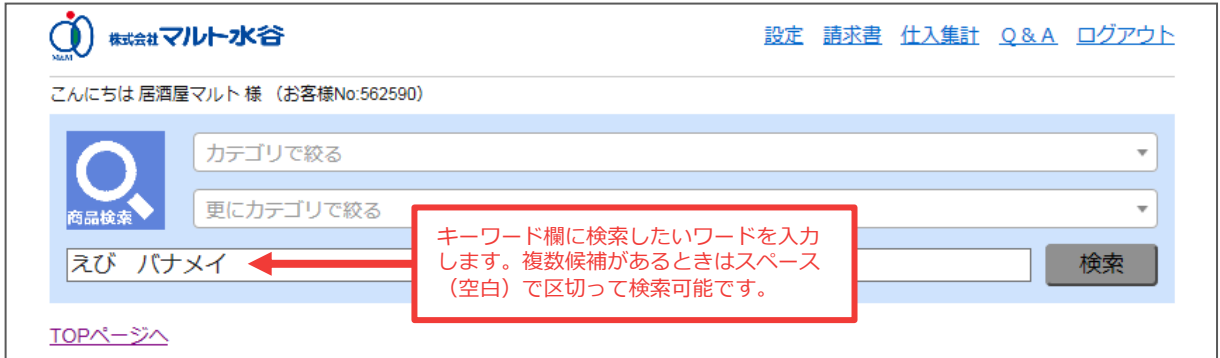 M&M
株式会社マルト水谷
設定 請求書 仕入集計 Q&A ログアウト
こんにちは 居酒屋マルト 様 （お客様No:562590）
商品検索
カテゴリで絞る
更にカテゴリで絞る
えび　バナメイ
検索
キーワード欄に検索したいワードを入力
します。複数候補があるときはスペース
（空白）で区切って検索可能です。
TOPページへ